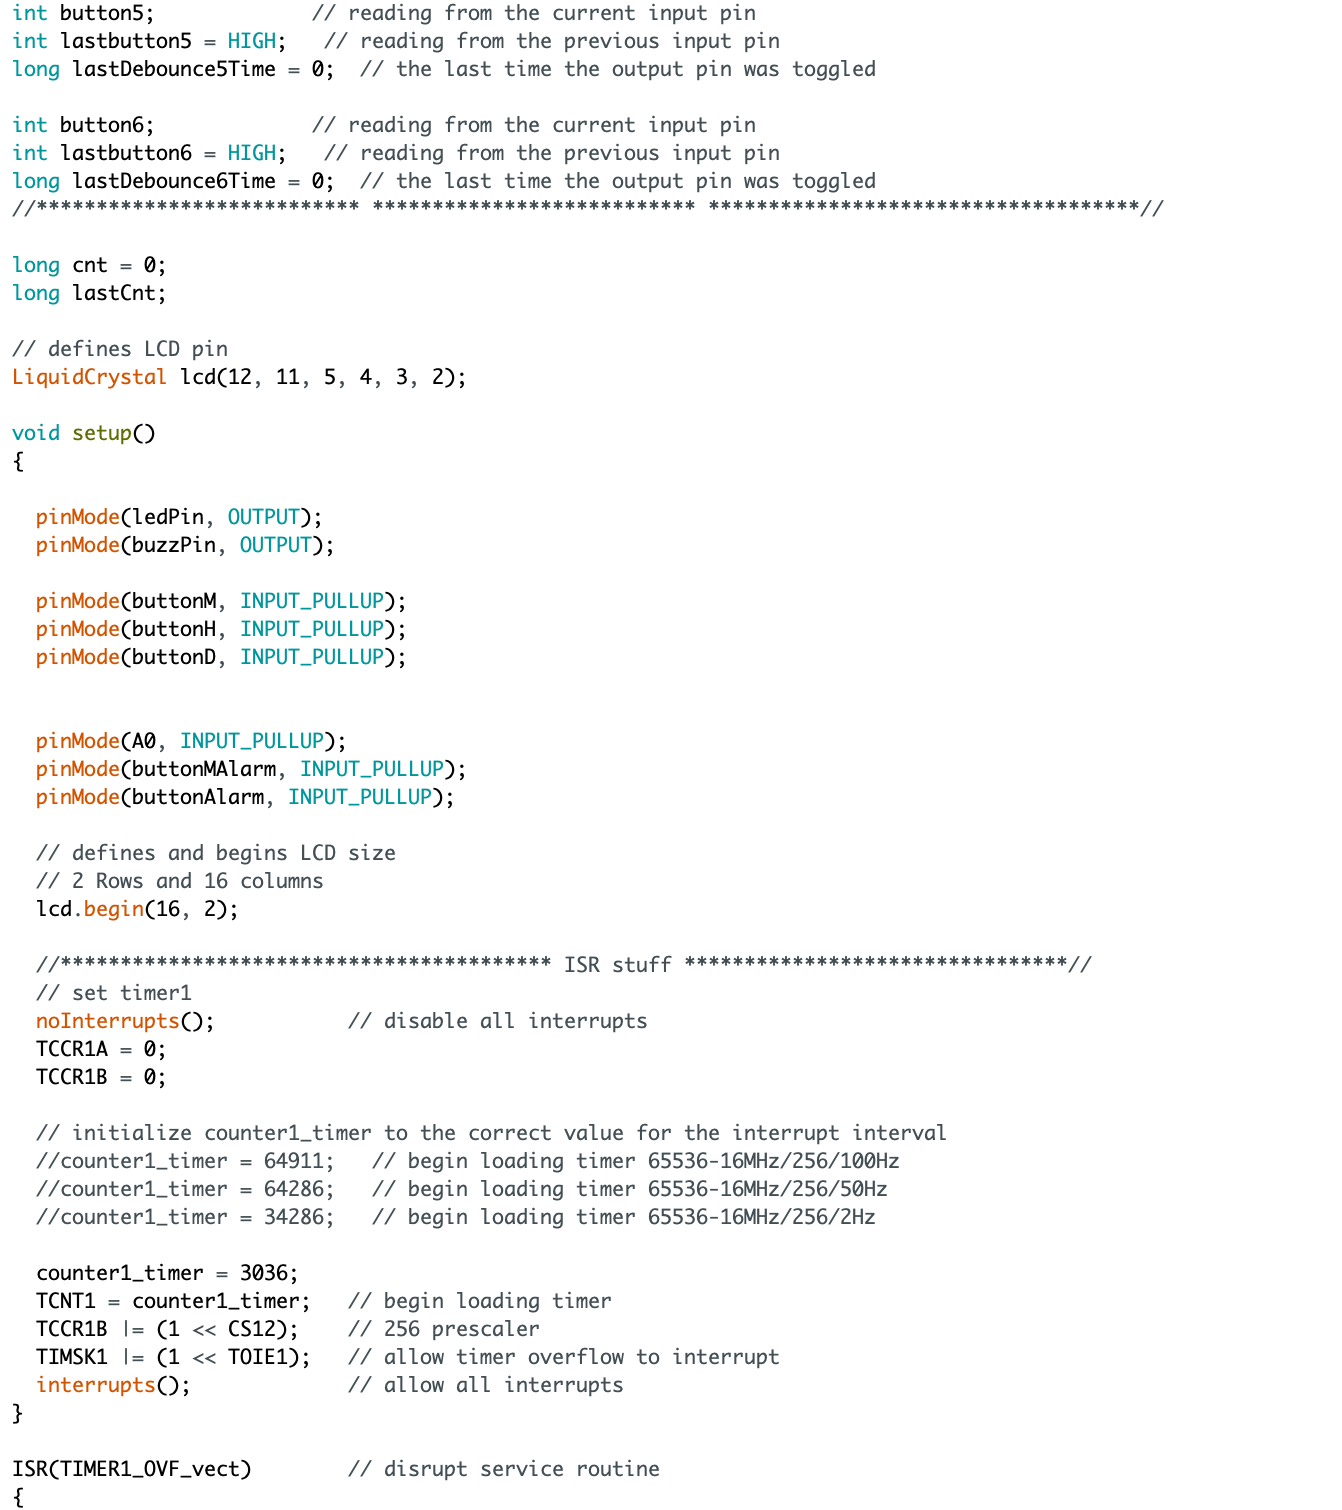 int button5;             // reading from the current input pin
int lastbutton5 = HIGH;   // reading from the previous input pin
long lastDebounce5Time = 0;  // the last time the output pin was toggled

int button6;             // reading from the current input pin
int lastbutton6 = HIGH;   // reading from the previous input pin
long lastDebounce6Time = 0;  // the last time the output pin was toggled
//*************************** *************************** ************************************//

long cnt = 0;
long lastCnt;

// defines LCD pin
LiquidCrystal lcd(12, 11, 5, 4, 3, 2);

void setup()
{

  pinMode(ledPin, OUTPUT);
  pinMode(buzzPin, OUTPUT);

  pinMode(buttonM, INPUT_PULLUP);
  pinMode(buttonH, INPUT_PULLUP);
  pinMode(buttonD, INPUT_PULLUP);


  pinMode(A0, INPUT_PULLUP);
  pinMode(buttonMAlarm, INPUT_PULLUP);
  pinMode(buttonAlarm, INPUT_PULLUP);

  // defines and begins LCD size
  // 2 Rows and 16 columns
  lcd.begin(16, 2);

  //***************************************** ISR stuff ********************************//
  // set timer1
  noInterrupts();           // disable all interrupts
  TCCR1A = 0;
  TCCR1B = 0;

  // initialize counter1_timer to the correct value for the interrupt interval
  //counter1_timer = 64911;   // begin loading timer 65536-16MHz/256/100Hz
  //counter1_timer = 64286;   // begin loading timer 65536-16MHz/256/50Hz
  //counter1_timer = 34286;   // begin loading timer 65536-16MHz/256/2Hz

  counter1_timer = 3036;
  TCNT1 = counter1_timer;   // begin loading timer
  TCCR1B |= (1 << CS12);    // 256 prescaler
  TIMSK1 |= (1 << TOIE1);   // allow timer overflow to interrupt
  interrupts();             // allow all interrupts
}

ISR(TIMER1_OVF_vect)        // disrupt service routine
{